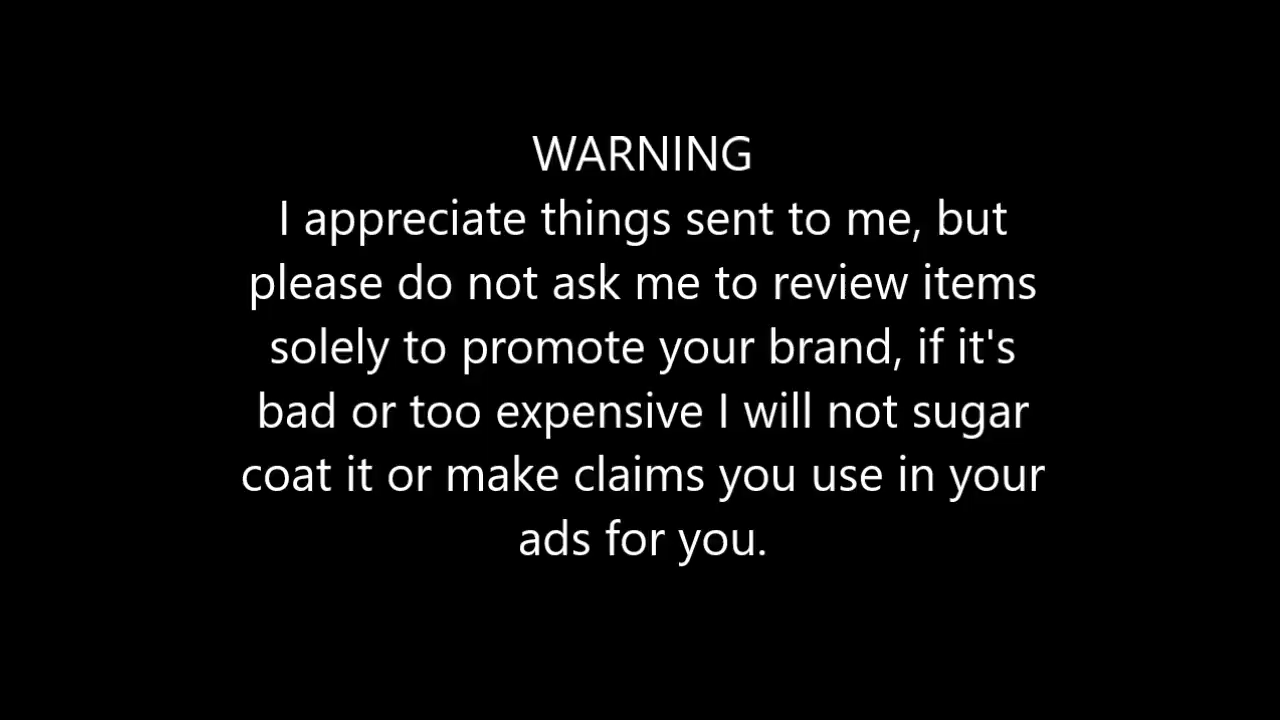 WARNING
I appreciate things sent to me, but
please do not ask me to review items
solely to promote your brand, if it's
bad or too expensive I will not sugar
coat it or make claims you use in your
ads for you.